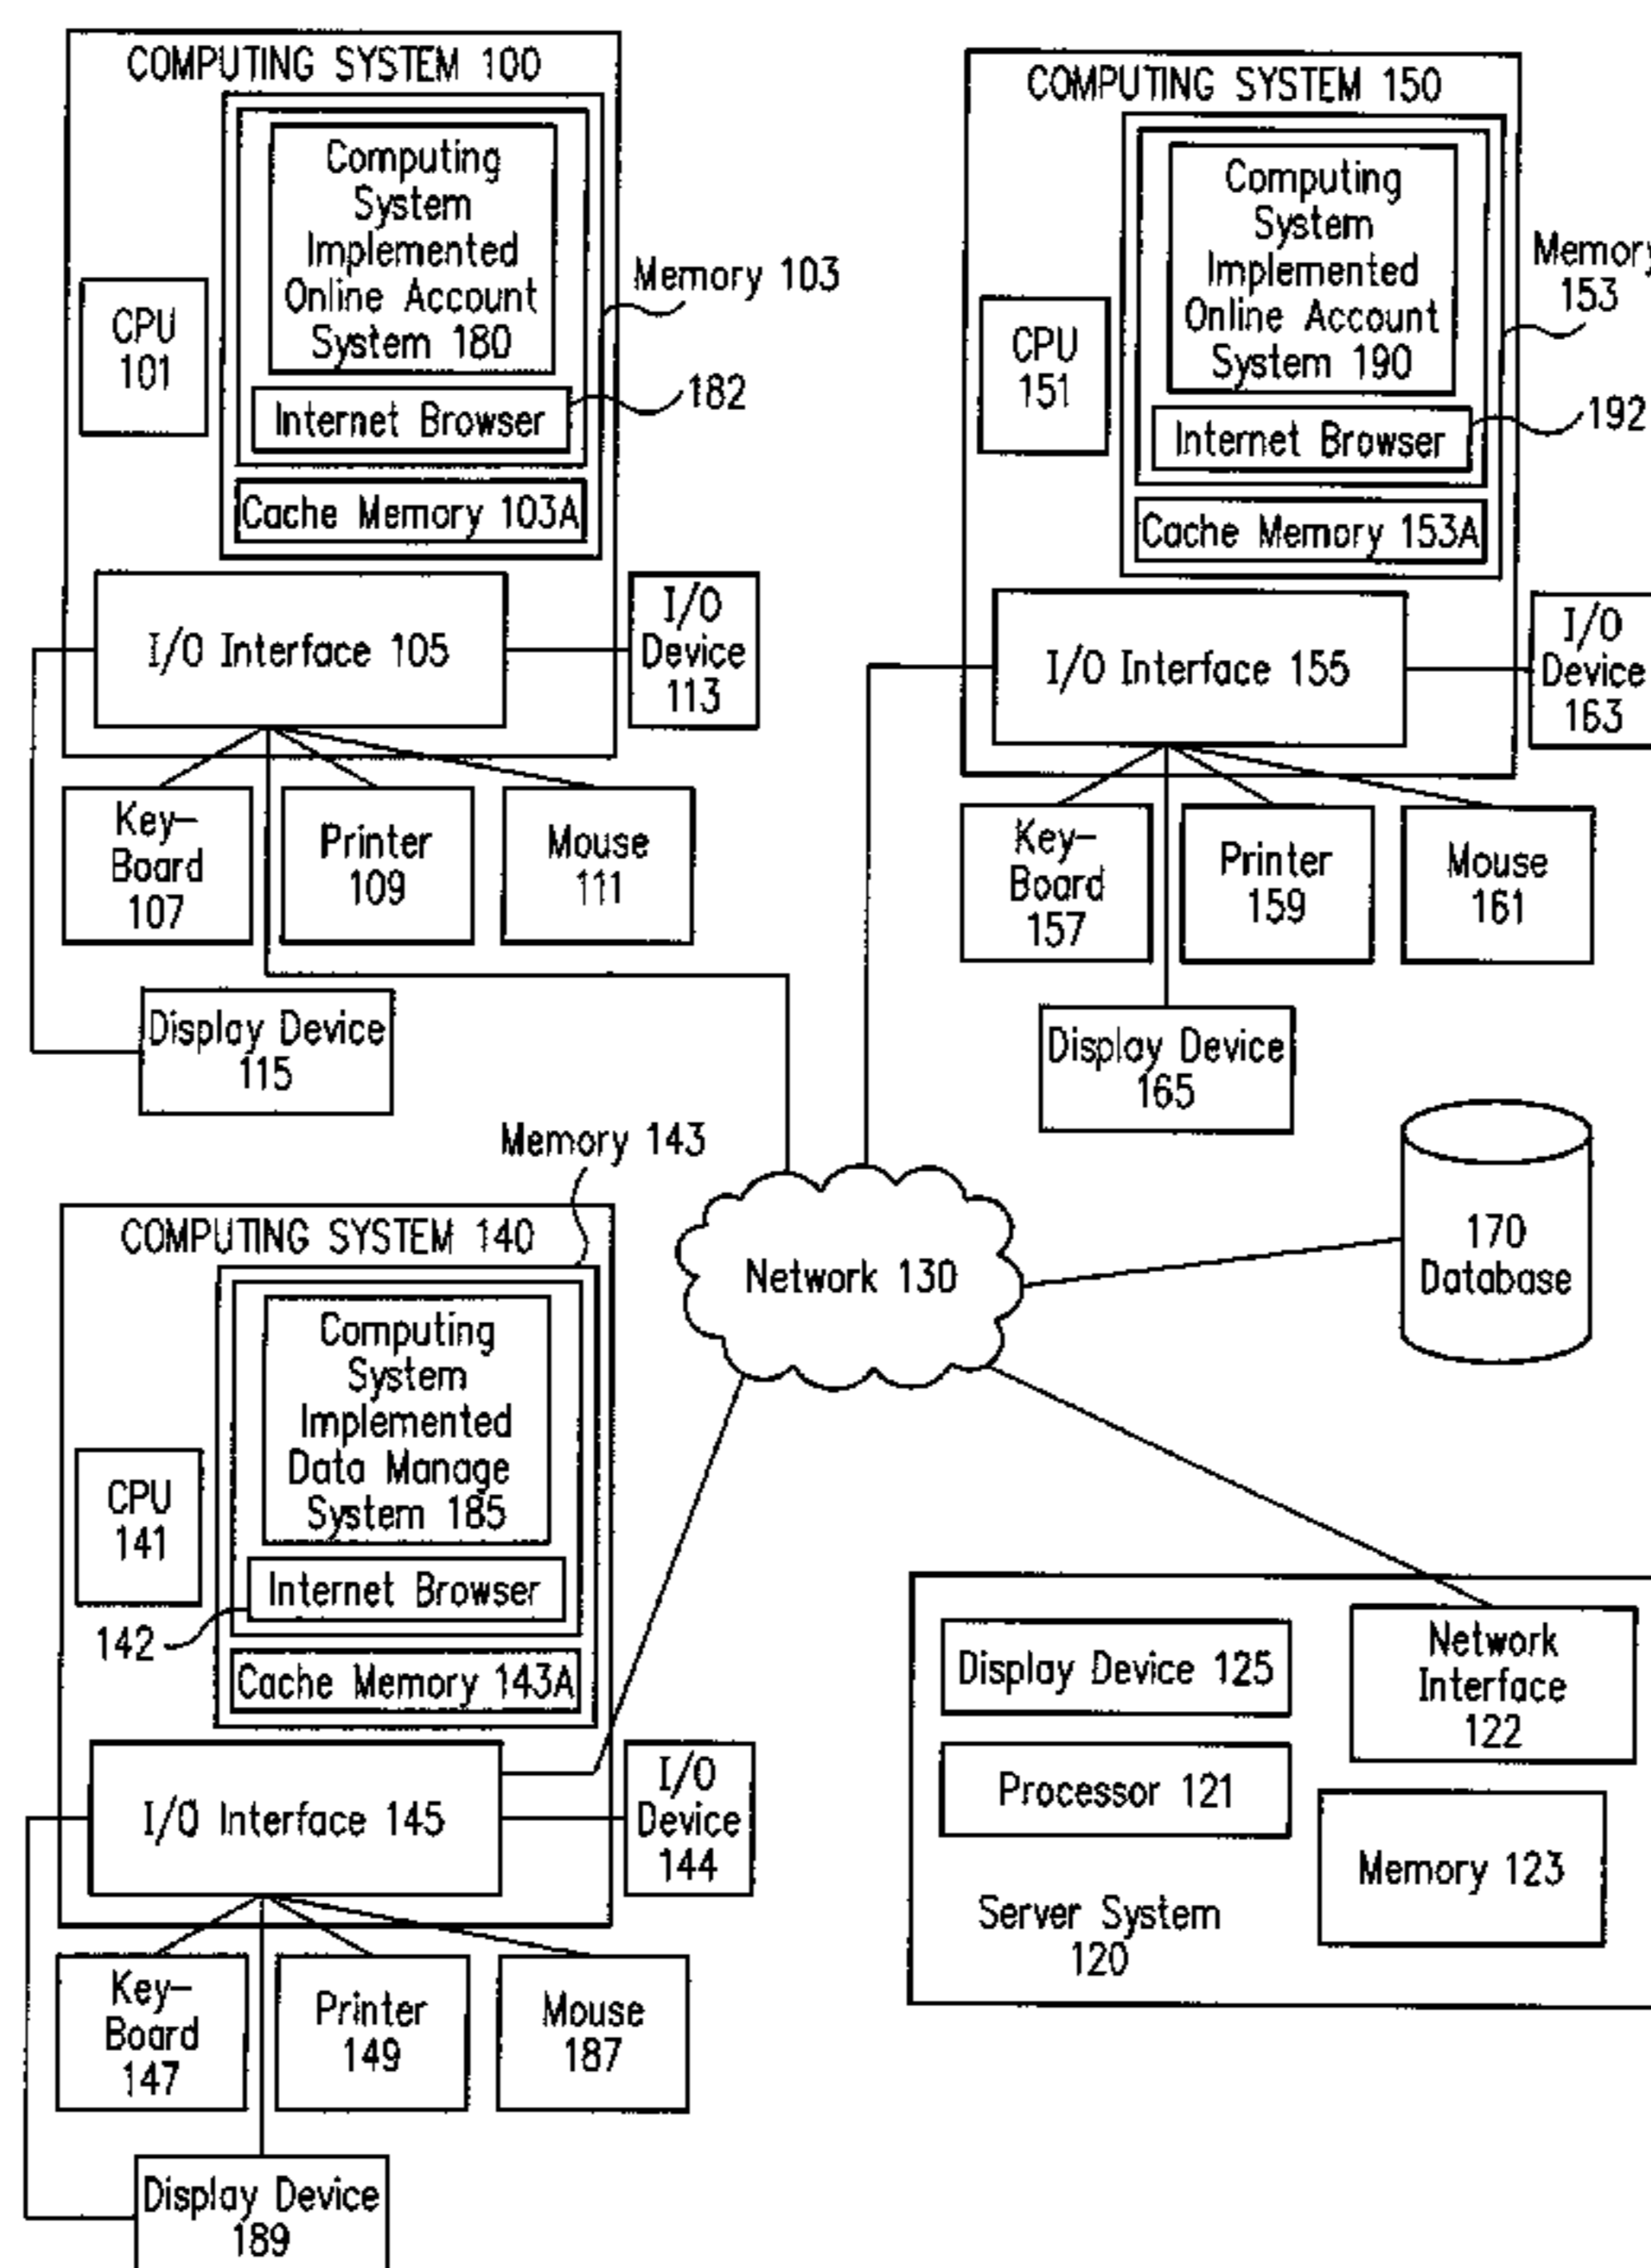 COMPUTING SYSTEM 100
Computing
System
Implemented
Online Account
System 180
Memory 103
CPU
101
182
Internet Browser
Cache Memory 103A
I/O Interface 105
I/O
Device
113
Key-
Board
107
Printer
109
Mouse
111
Display Device
115
COMPUTING SYSTEM 150
Computing
System
Implemented
Online Account
System 190
Memory
153
CPU
151
192
Internet Browser
Cache Memory 153A
I/O Interface 155
I/O
Device
163
Key-
Board
157
Printer
159
Mouse
161
Display Device
165
Memory 143
COMPUTING SYSTEM 140
Computing
System
Implemented
Data Manage
System 185
CPU
141
Internet Browser
142
Cache Memory 143A
I/O Interface 145
I/O
Device
144
Key-
Board
147
Printer
149
Mouse
187
Display Device
189
Network 130
170
Database
Display Device 125
Network
Interface
122
Processor 121
Memory 123
Server System
120